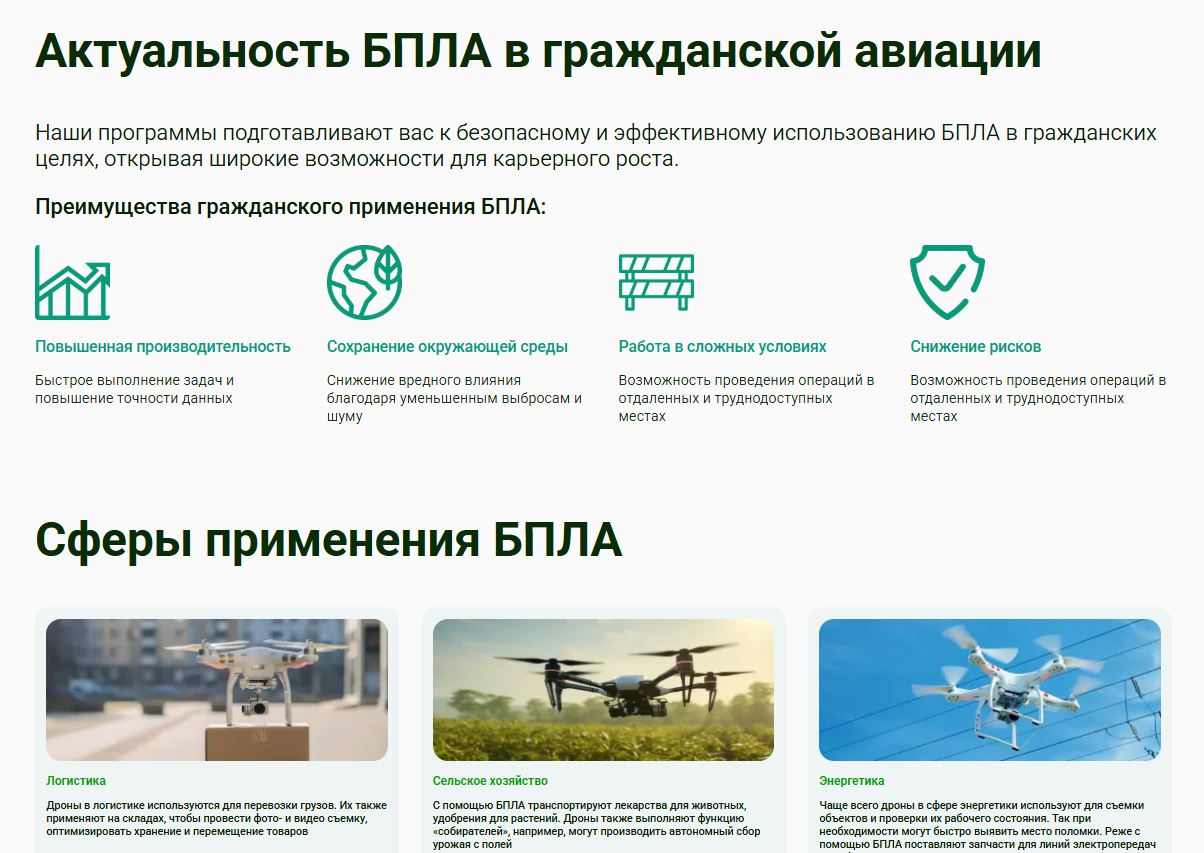 Актуальность БПЛА в гражданской авиации
Наши программы подготавливают вас к безопасному и эффективному использованию БПЛА в гражданских
целях, открывая широкие возможности для карьерного роста.
Преимущества гражданского применения БПЛА:
Повышенная производительность
Быстрое выполнение задач и
повышение точности данных
Сохранение окружающей среды
Снижение вредного влияния
благодаря уменьшенным выбросам и
шуму
Работа в сложных условиях
Возможность проведения операций в
отдаленных и труднодоступных
местах
Снижение рисков
Возможность проведения операций в
отдаленных и труднодоступных
местах
Сферы применения БПЛА
Логистика
Дроны в логистике используются для перевозки грузов. Их также
применяют на складах, чтобы провести фото- и видео съемку,
оптимизировать хранение и перемещение товаров
Сельское хозяйство
С помощью БПЛА транспортируют лекарства для животных,
удобрения для растений. Дроны также выполняют функцию
«собирателей», например, могут производить автономный сбор
урожая с полей
Энергетика
Чаще всего дроны в сфере энергетики используют для съемки
объектов и проверки их рабочего состояния. Так при
необходимости могут быстро выявить место поломки. Реже с
помощью БПЛА поставляют запчасти для линий электропередач